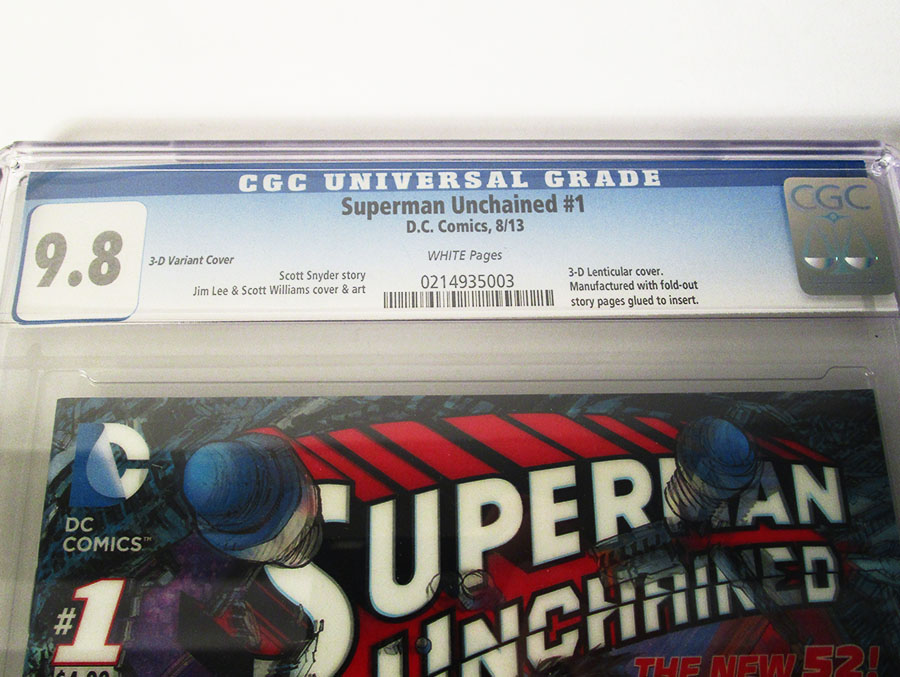 CGC UNIVERSAL GRADE
Superman Unchained #1
D.C. Comics, 8/13
9.8
3-D Variant Cover
WHITE Pages
Scott Snyder story
Jim Lee & Scott Williams cover & art
0214935003
3-D Lenticular cover.
Manufactured with fold-out
story pages glued to insert.
CGC
DC
COMICS™
#1
SUPERMAN
UNCHAINED
THE NEW 52!